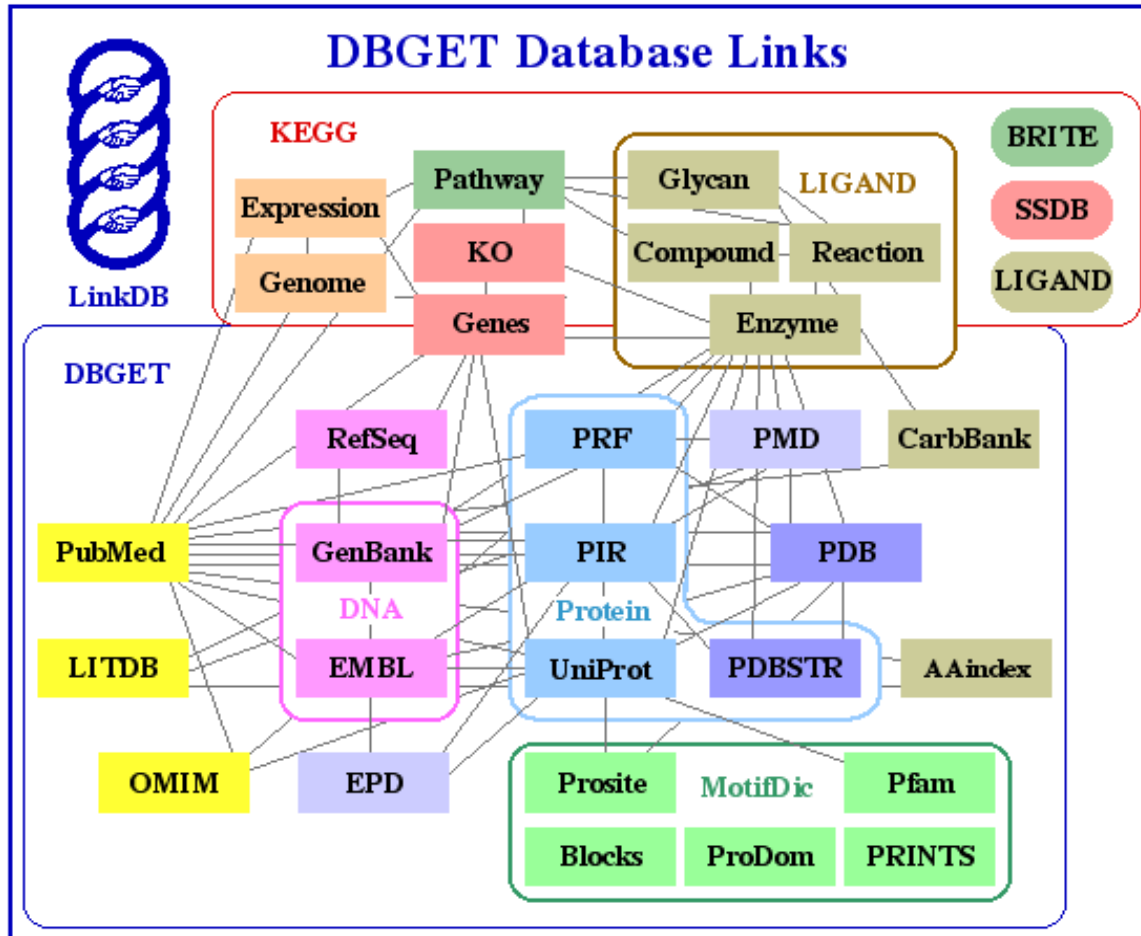 DBGET Database Links
KEGG
BRITE
Pathway
Glycan
LIGAND
Expression
SSDB
KO
Compound
Reaction
Genome
LIGAND
LinkDB
Genes
Enzyme
DBGET
RefSeq
PRF
PMD
CarbBank
PubMed
GenBank
PIR
PDB
DNA
Protein
LITDB
EMBL
UniProt
PDBSTR
AAindex
OMIM
EPD
Prosite
MotifDic
Pfam
Blocks
ProDom
PRINTS